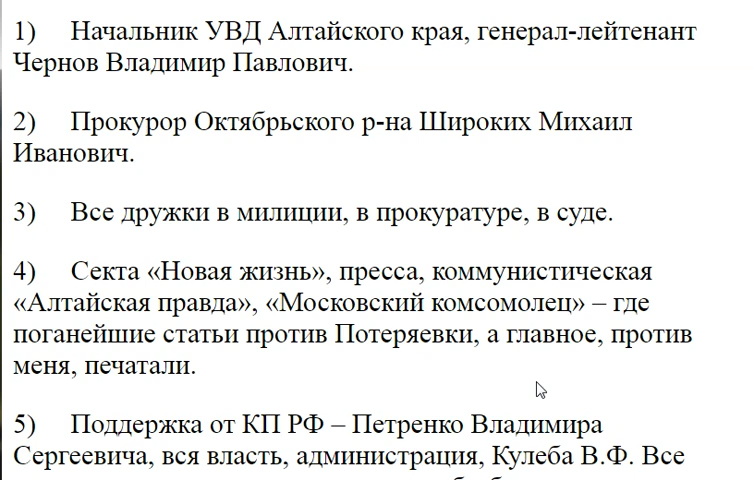 1) Начальник УВД Алтайского края, генерал-лейтенант
Чернов Владимир Павлович.
2) Прокурор Октябрьского р-на Широких Михаил
Иванович.
3) Все дружки в милиции, в прокуратуре, в суде.
4) Секта «Новая жизнь», пресса, коммунистическая
«Алтайская правда», «Московский комсомолец» – где
поганейшие статьи против Потеряевки, а главное, против
меня, печатали.
5) Поддержка от КП РФ – Петренко Владимира
Сергеевича, вся власть, администрация, Кулеба В.Ф. Все